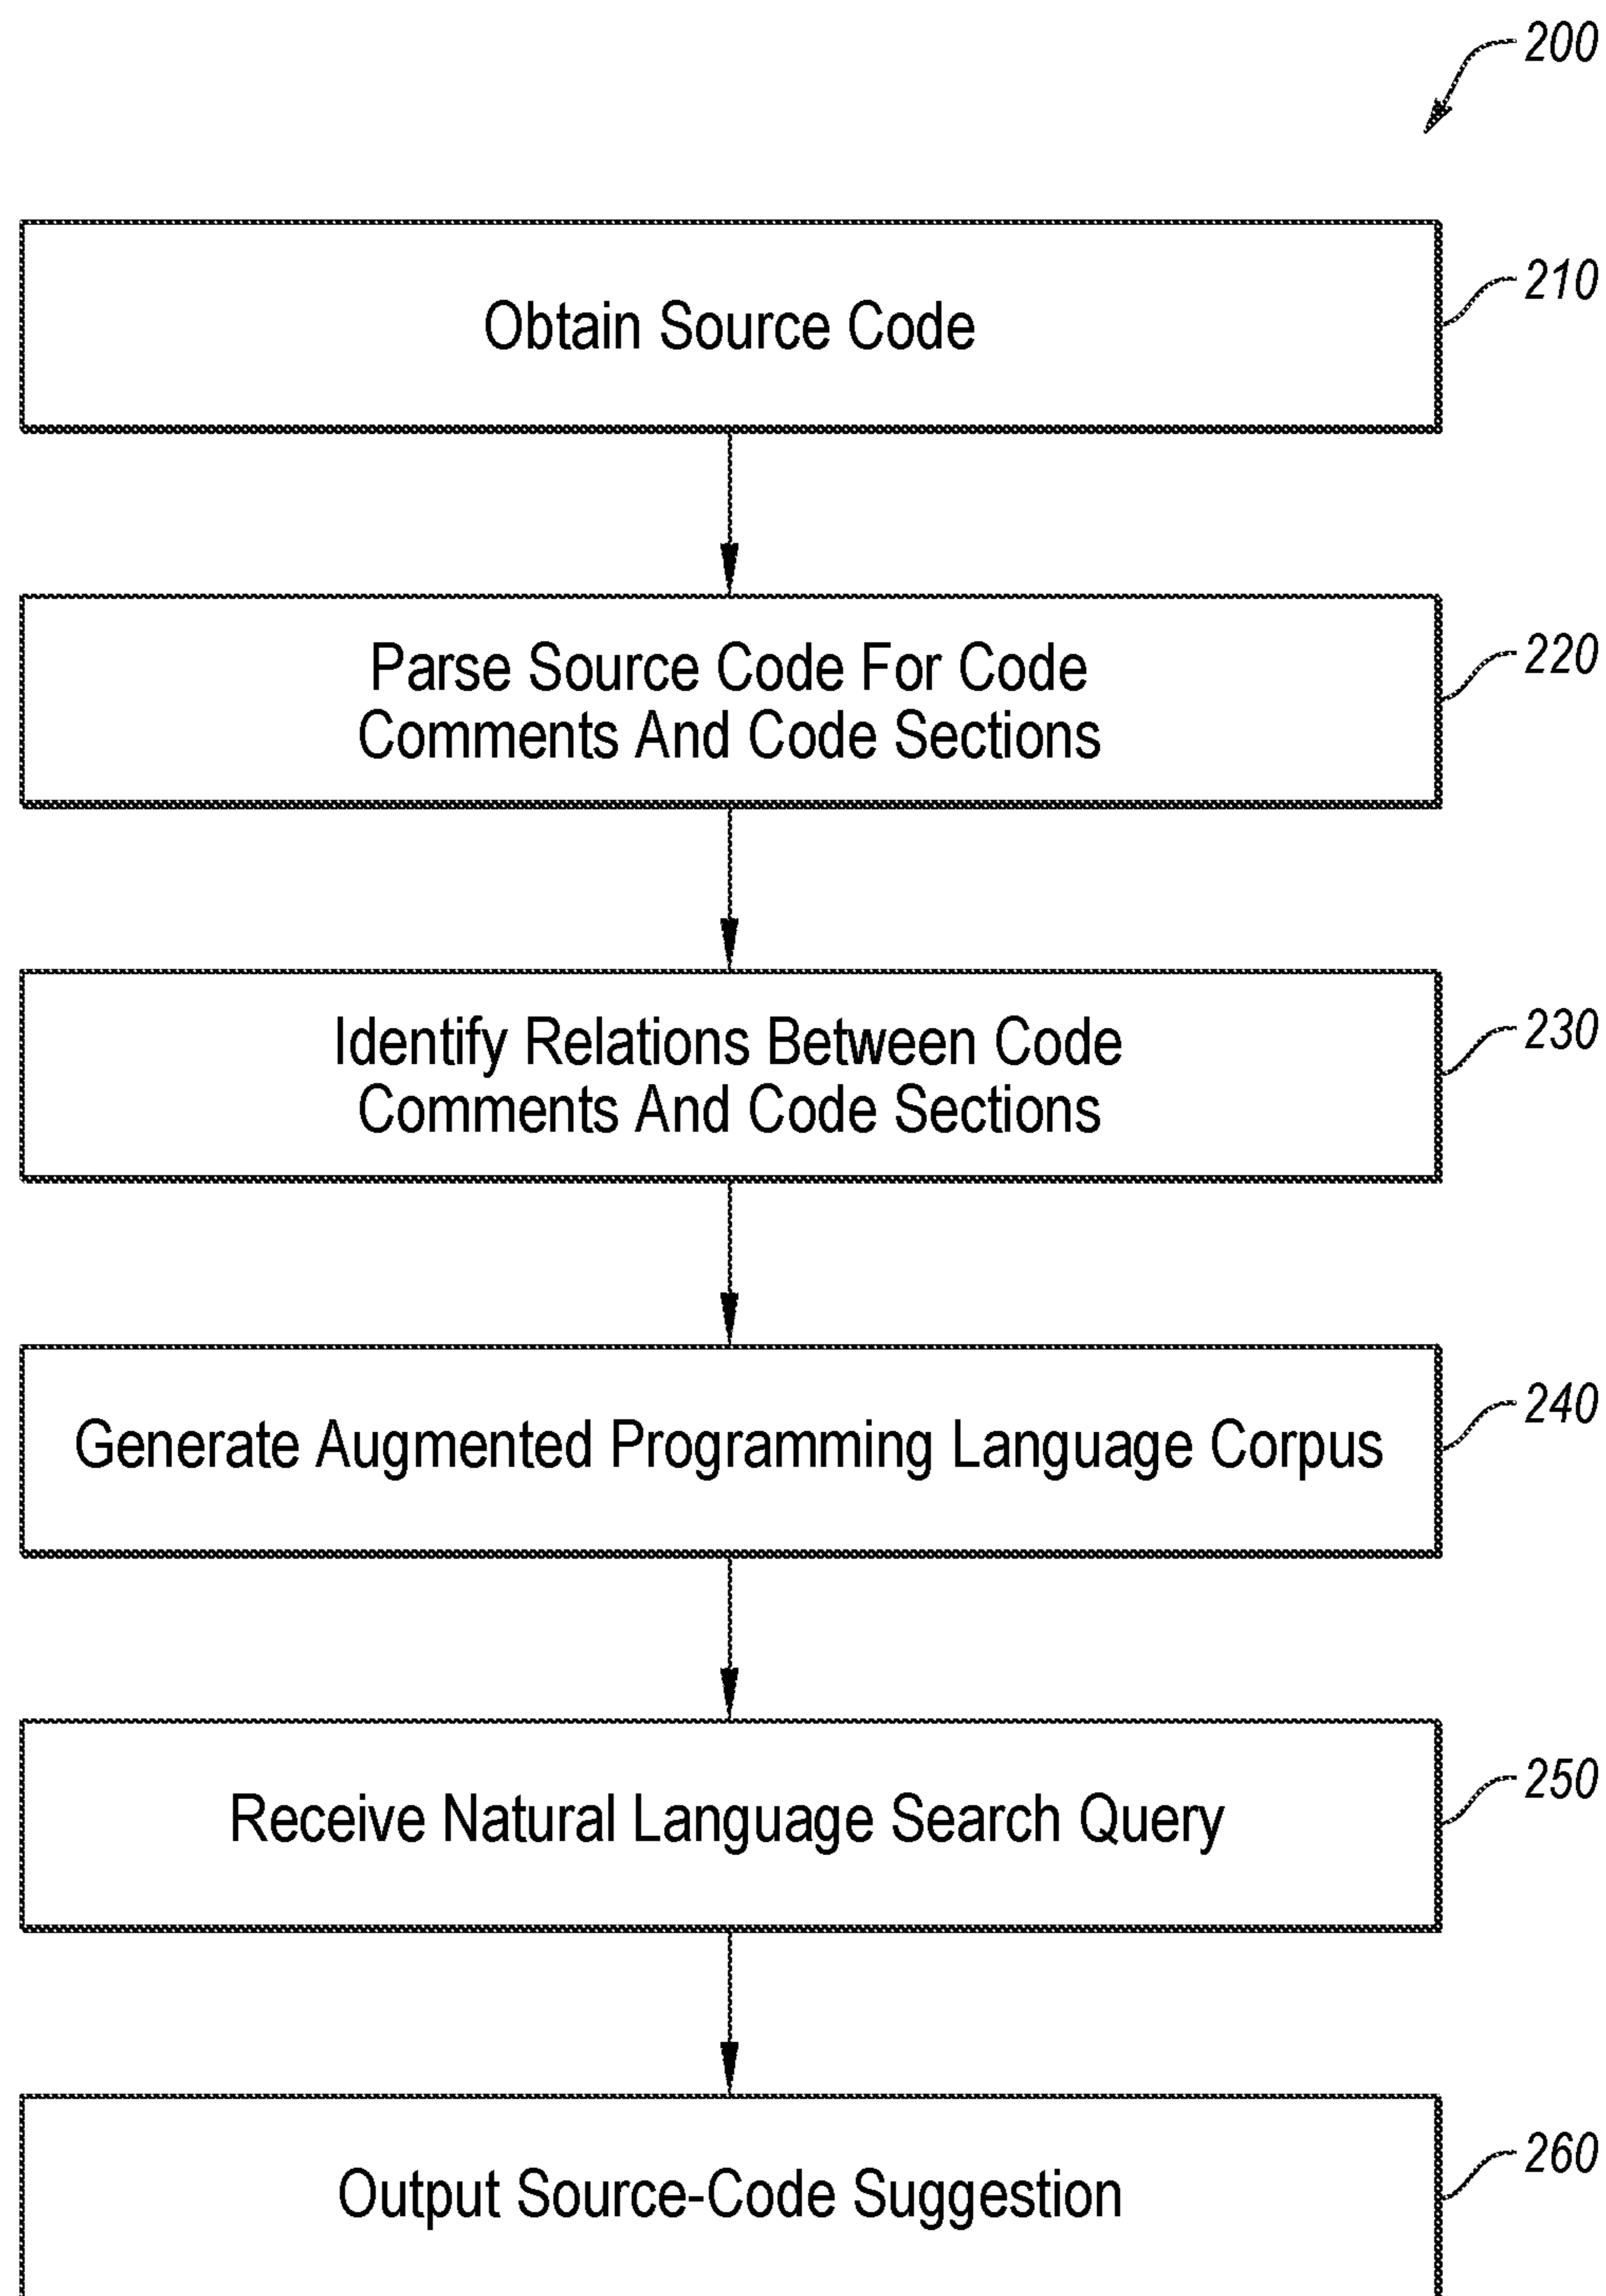 200
Obtain Source Code
210
Parse Source Code For Code
Comments And Code Sections
220
Identify Relations Between Code
Comments And Code Sections
230
Generate Augmented Programming Language Corpus
240
Receive Natural Language Search Query
250
Output Source-Code Suggestion
260